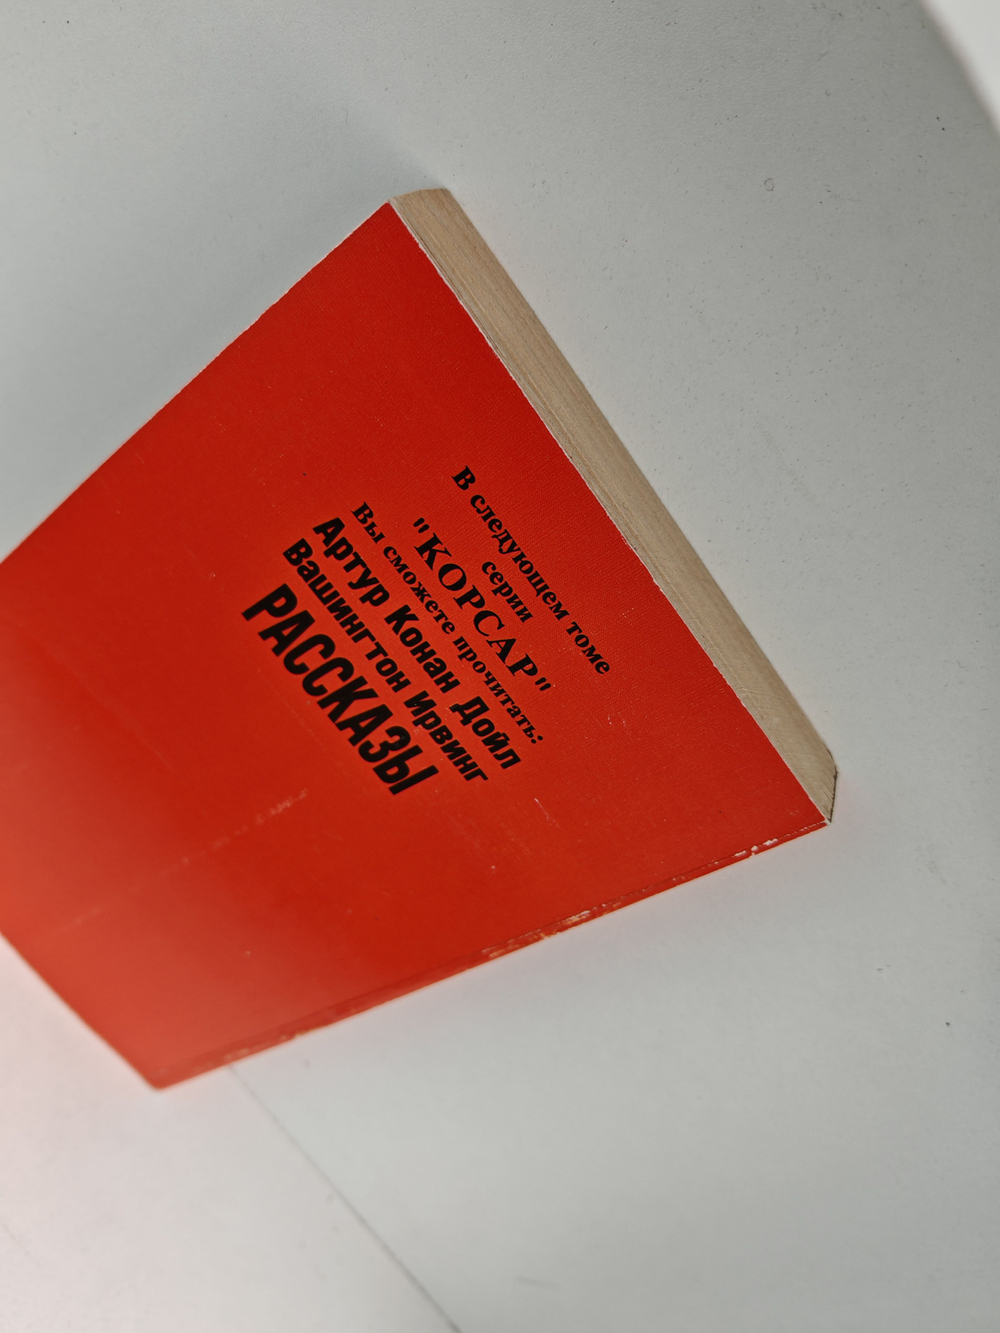 В следующем томе
серии
"КОРСАР"
Вы сможете прочитать:
Артур Конан Дойл
Вашингтон Ирвинг
РАССКАЗЫ